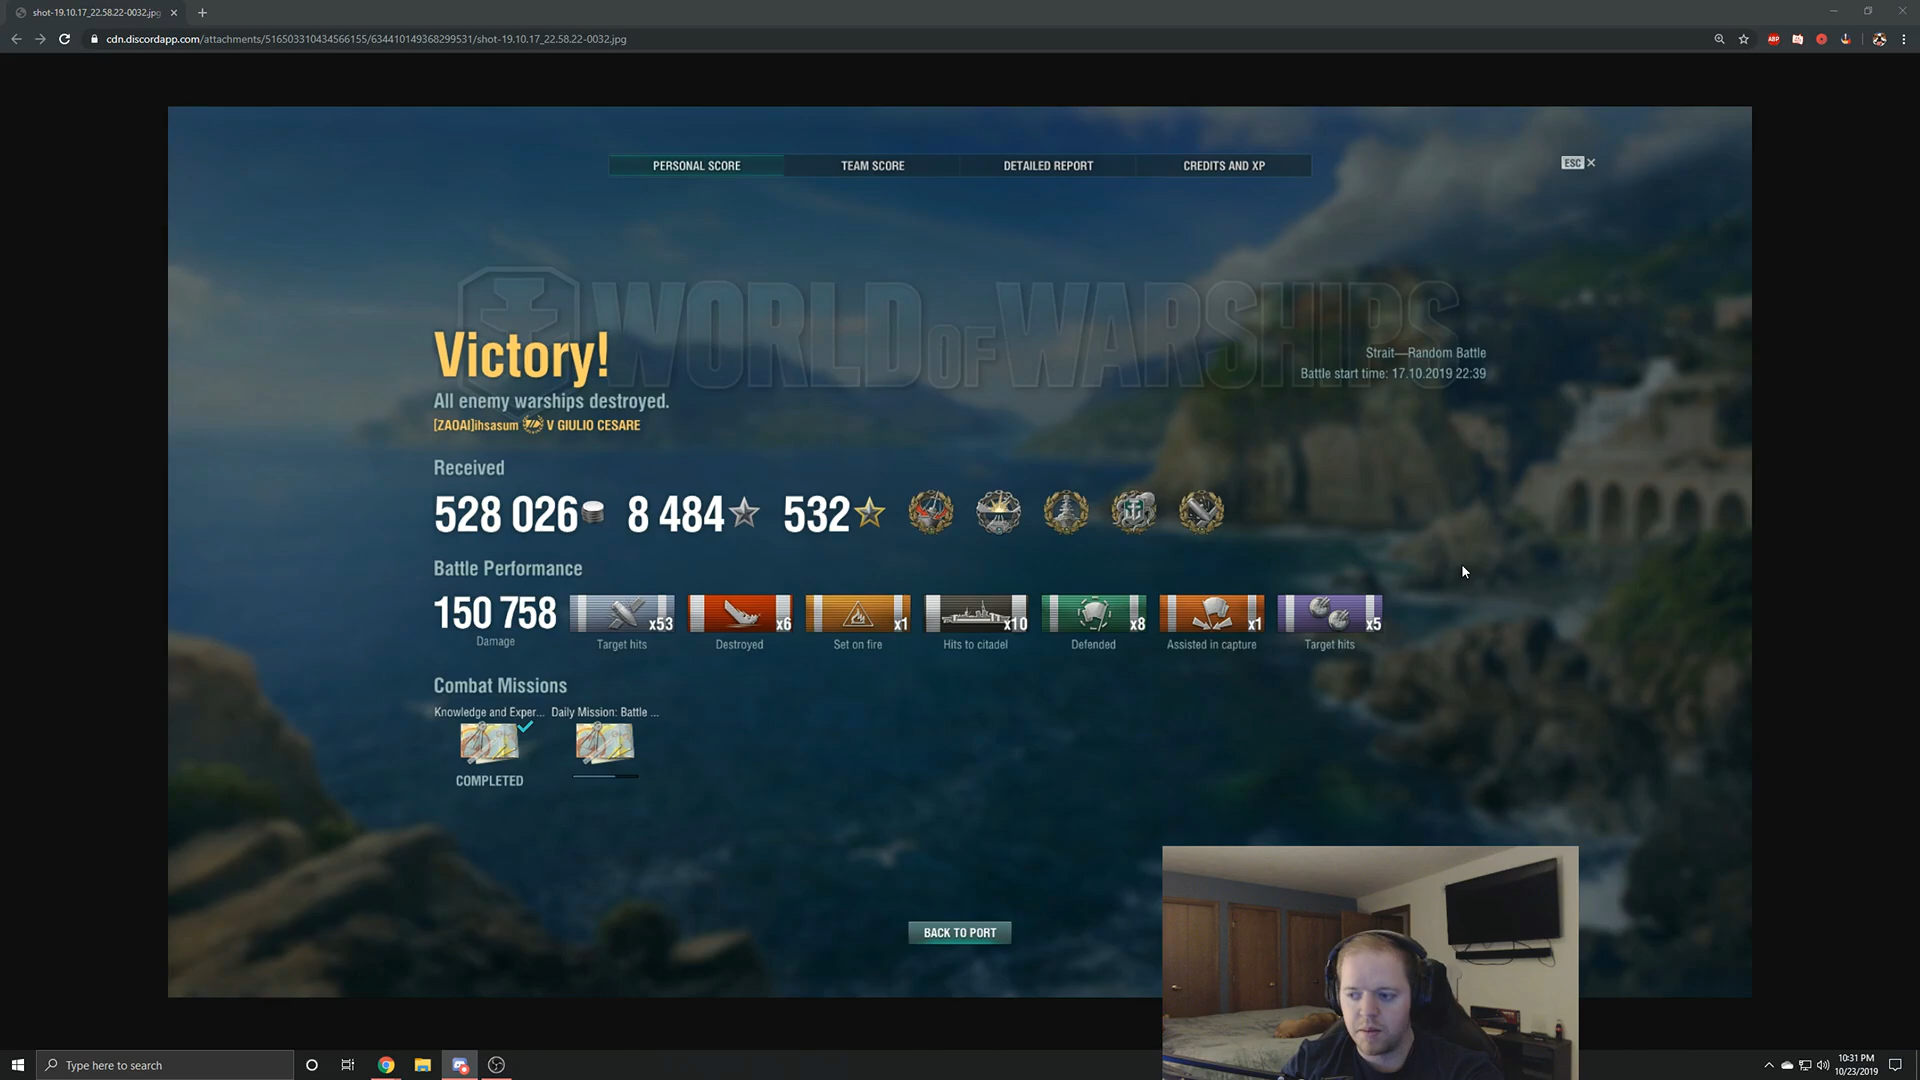 shot-19.10.17_22.58.22-0032.jpg
cdn.discordapp.com/attachments/516503310434566155/634410149368299531/shot-19.10.17_22.58.22-0032.jpg
ABP
PERSONAL SCORE
TEAM SCORE
DETAILED REPORT
CREDITS AND XP
ESC
WORLD OF WARSHIPS
Victory!
Strait—Random Battle
Battle start time: 17.10.2019 22:39
All enemy warships destroyed.
[ZAOAI]ihsasum V GIULIO CESARE
Received
528 026 8 484 532
Battle Performance
150 758 x53 x6 x1 x10 x8 x1 x5
Damage Target hits Destroyed Set on fire Hits to citadel Defended Assisted in capture Target hits
Combat Missions
Knowledge and Exper... Daily Mission: Battle ...
COMPLETED
BACK TO PORT
Type here to search
10:31 PM
10/23/2019